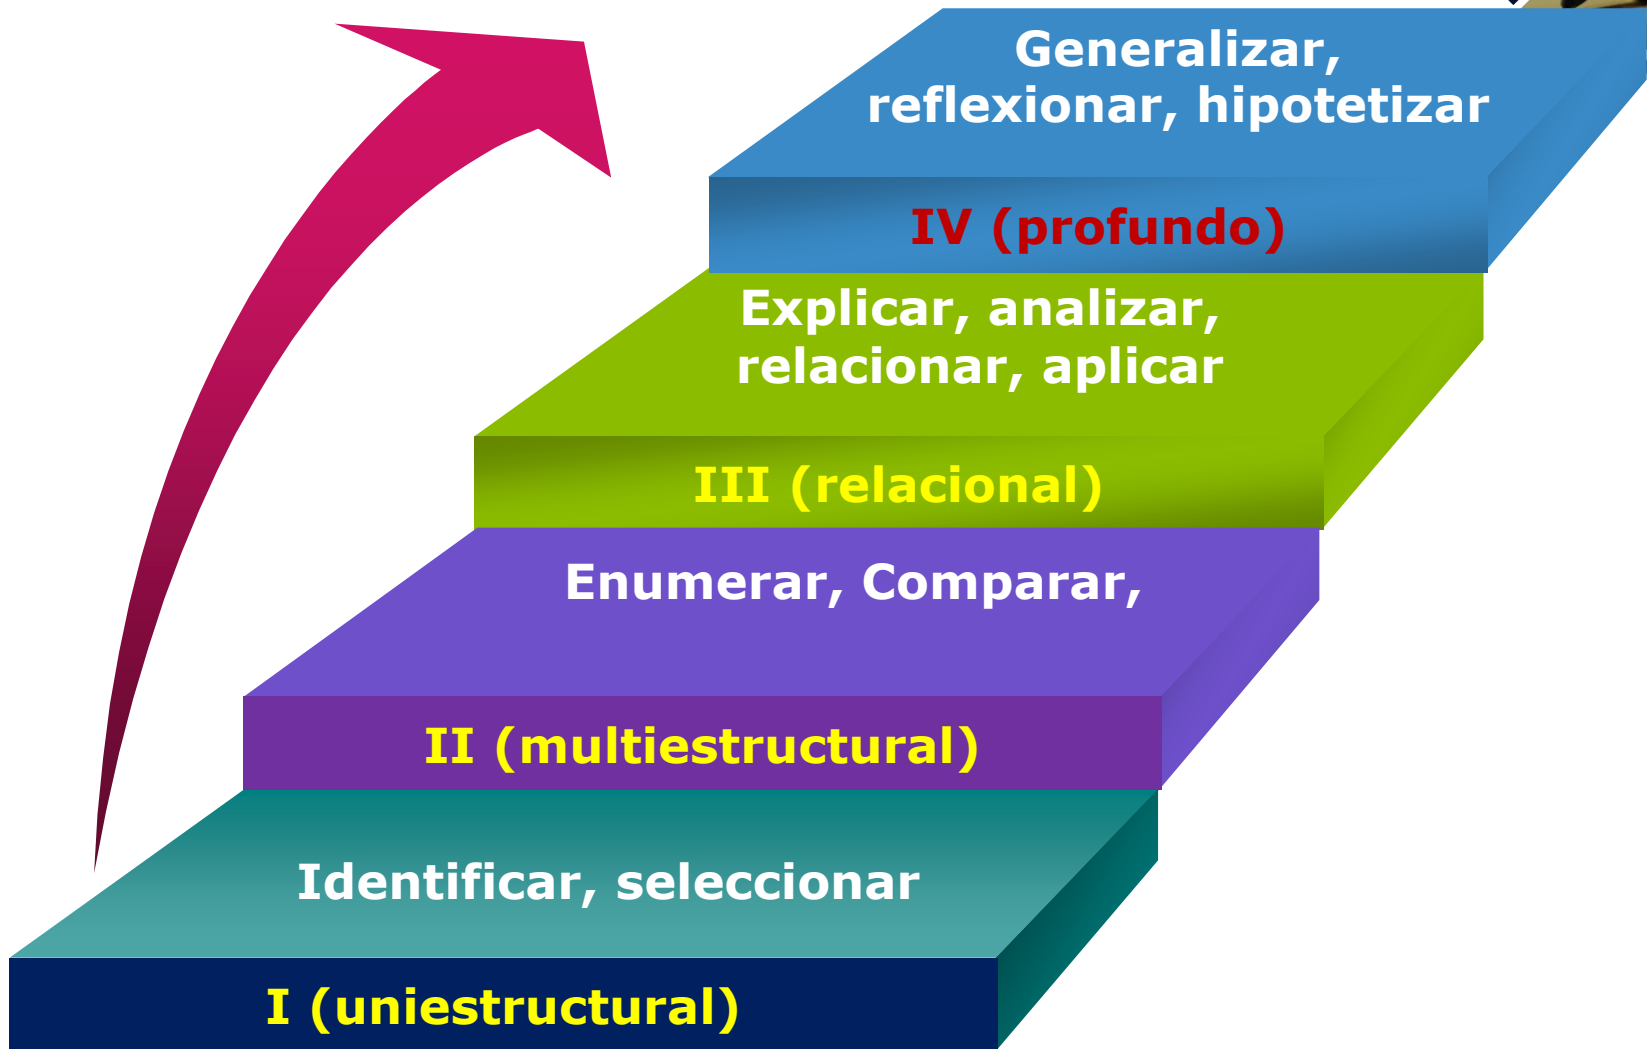 Generalizar,
reflexionar, hipotetizar
IV (profundo)
Explicar, analizar,
relacionar, aplicar
III (relacional)
Enumerar, Comparar,
II (multiestructural)
Identificar, seleccionar
I (uniestructural)